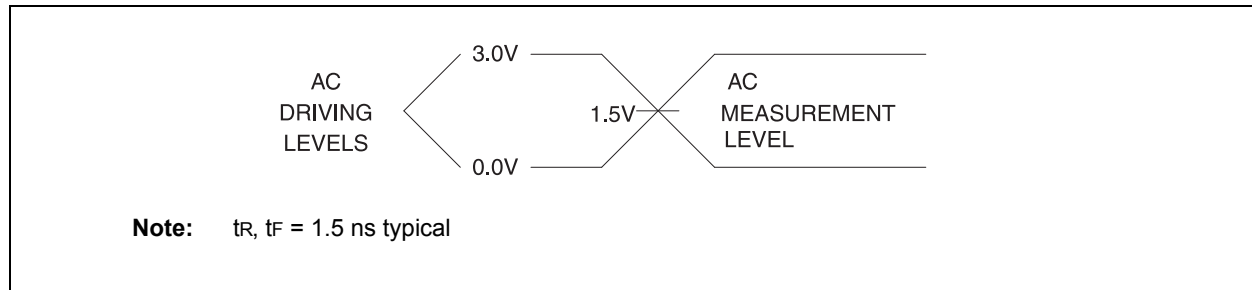 AC
DRIVING
LEVELS
3.0V
0.0V
1.5V
AC
MEASUREMENT
LEVEL
Note: tR, tF = 1.5 ns typical